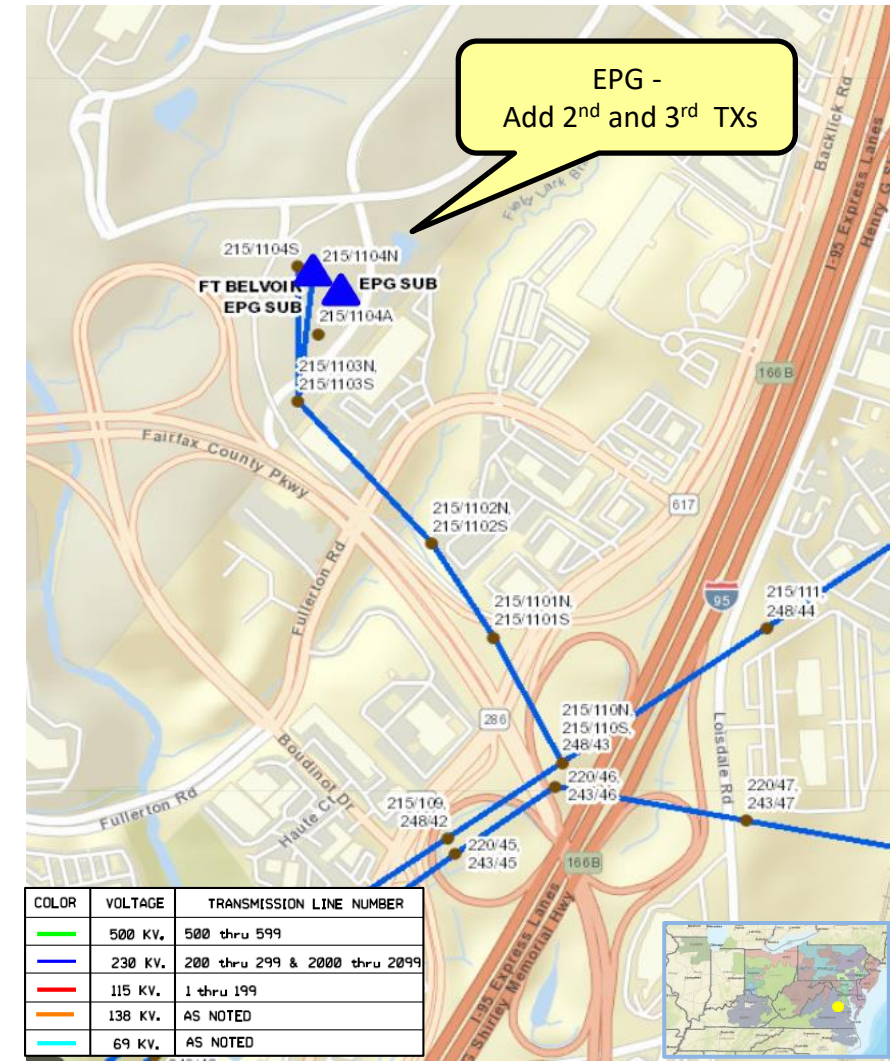 EPG -
Add 2nd and 3rd TXs
Backlick Rd
I-95 Express Lanes
215/1104S
215/1104N
FT BELVOIR
EPG SUB
EPG SUB
215/1104A
215/1103N,
215/1103S
166B
Fairfax County Pkwy
215/1102N,
215/1102S
617
Fullerton Rd
215/1101N,
215/1101S
95
215/111,
248/44
286
215/110N,
215/110S,
248/43
Loisdale Rd
Boudinot Dr
220/46,
243/46
220/47,
243/47
Fullerton Rd
Haute Ct
215/109,
248/42
220/45,
243/45
166B
I-95 Express Lanes
G Shirley Memorial Hwy
COLOR VOLTAGE TRANSMISSION LINE NUMBER
500 KV. 500 thru 599
230 KV. 200 thru 299 & 2000 thru 2099
115 KV. 1 thru 199
138 KV. AS NOTED
69 KV. AS NOTED